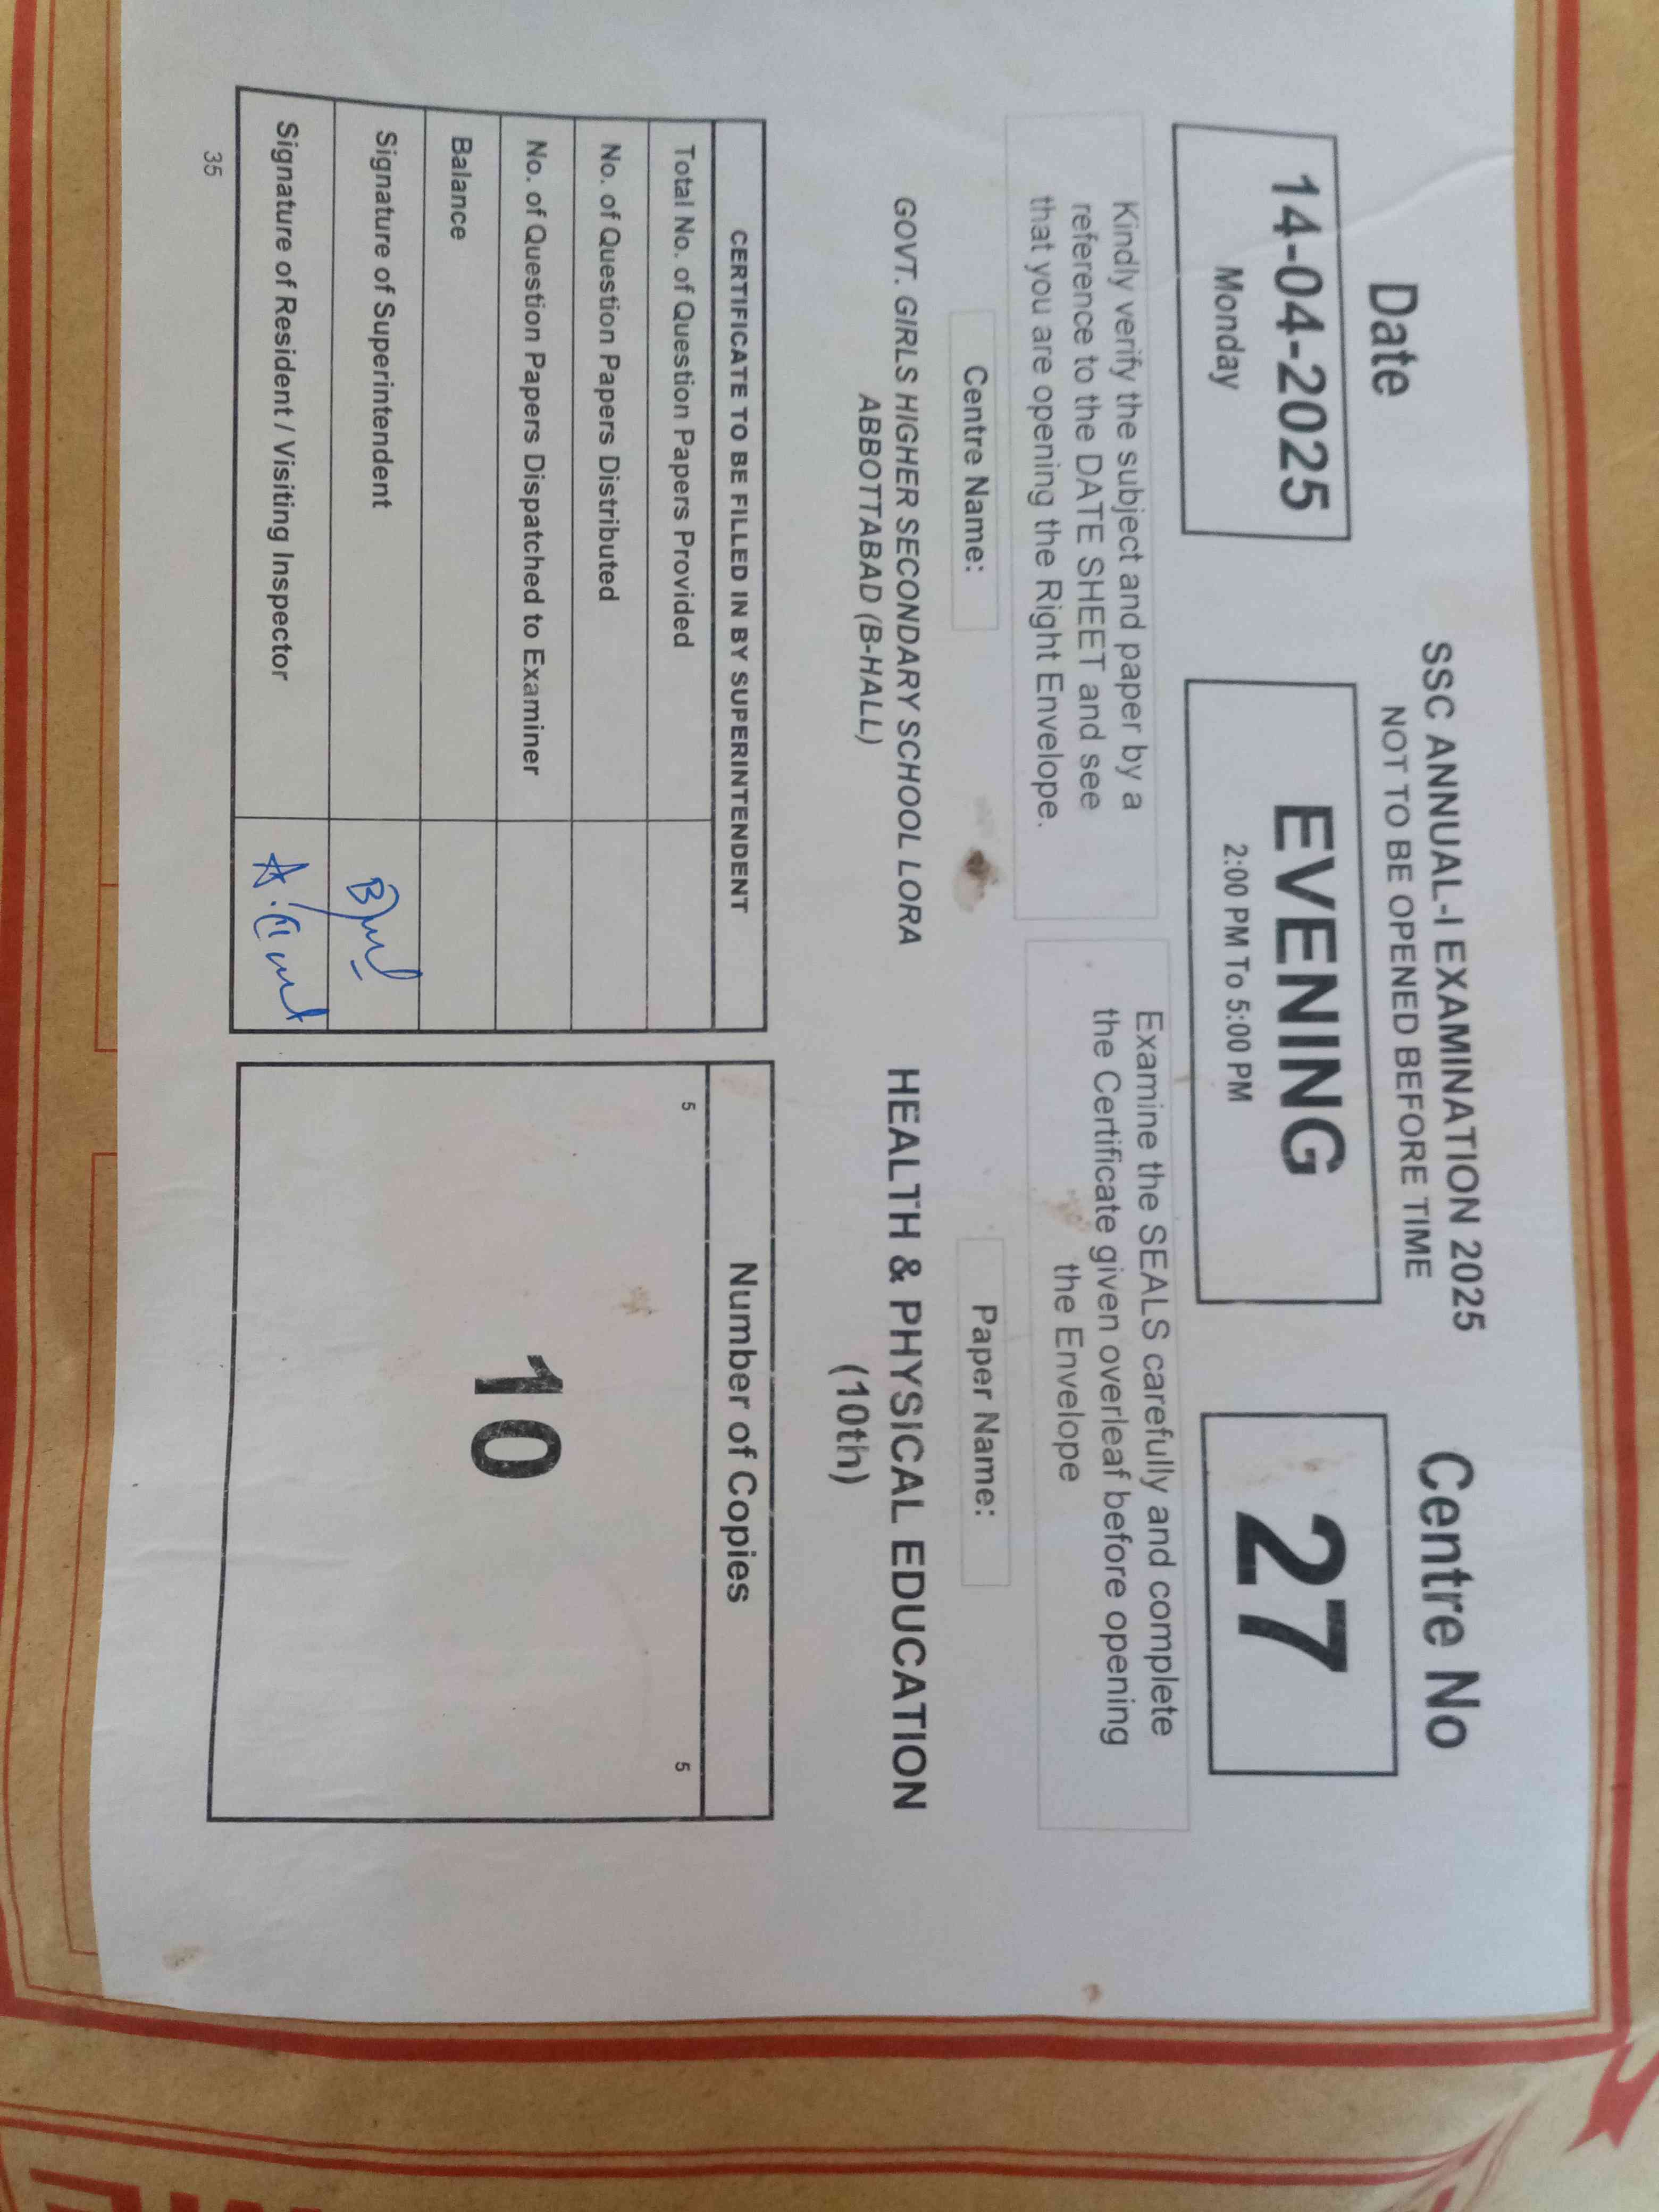 SSC ANNUAL-I EXAMINATION 2025
NOT TO BE OPENED BEFORE TIME
Date
14-04-2025
Monday
EVENING
2:00 PM To 5:00 PM
Centre No
27
Kindly verify the subject and paper by a
reference to the DATE SHEET and see
that you are opening the Right Envelope.
Examine the SEALS carefully and complete
the Certificate given overleaf before opening
the Envelope
Centre Name:
GOVT. GIRLS HIGHER SECONDARY SCHOOL LORA
ABBOTTABAD (B-HALL)
Paper Name:
HEALTH & PHYSICAL EDUCATION
(10th)
CERTIFICATE TO BE FILLED IN BY SUPERINTENDENT
Total No. of Question Papers Provided
No. of Question Papers Distributed
No. of Question Papers Dispatched to Examiner
Balance
Signature of Superintendent
Signature of Resident / Visiting Inspector
Number of Copies
5 5
10
35